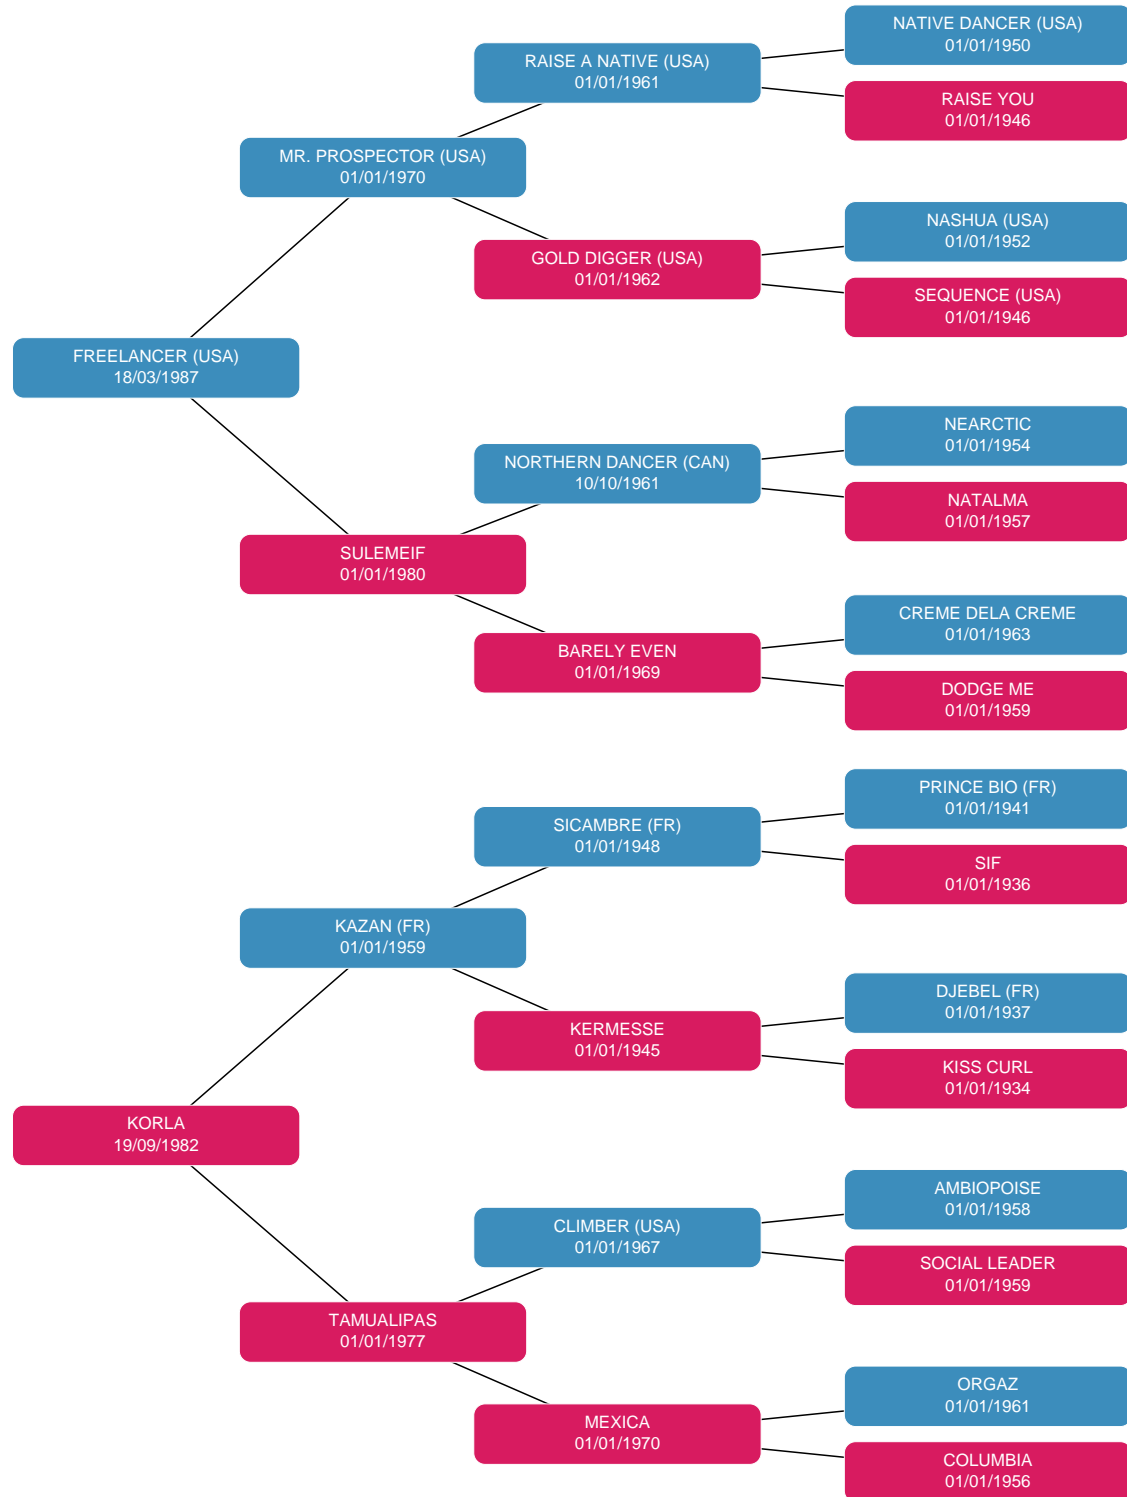 NATIVE DANCER (USA)
01/01/1950
RAISE A NATIVE (USA)
01/01/1961
RAISE YOU
01/01/1946
MR. PROSPECTOR (USA)
01/01/1970
NASHUA (USA)
01/01/1952
GOLD DIGGER (USA)
01/01/1962
SEQUENCE (USA)
01/01/1946
FREELANCER (USA)
18/03/1987
NEARCTIC
01/01/1954
NORTHERN DANCER (CAN)
10/10/1961
NATALMA
01/01/1957
SULEMEIF
01/01/1980
CREME DELA CREME
01/01/1963
BARELY EVEN
01/01/1969
DODGE ME
01/01/1959
PRINCE BIO (FR)
01/01/1941
SICAMBRE (FR)
01/01/1948
SIF
01/01/1936
KAZAN (FR)
01/01/1959
DJEBEL (FR)
01/01/1937
KERMESSE
01/01/1945
KISS CURL
01/01/1934
KORLA
19/09/1982
AMBIOPOISE
01/01/1958
CLIMBER (USA)
01/01/1967
SOCIAL LEADER
01/01/1959
TAMUALIPAS
01/01/1977
ORGAZ
01/01/1961
MEXICA
01/01/1970
COLUMBIA
01/01/1956